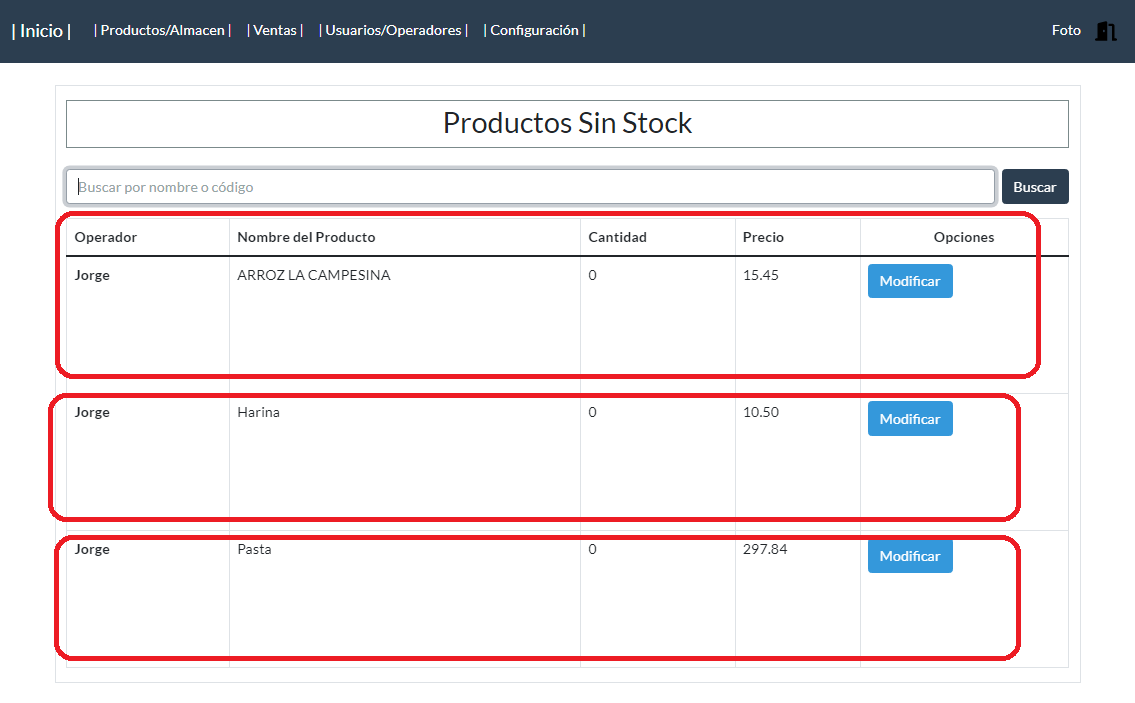 | Inicio | | Productos/Almacen | | Ventas | | Usuarios/Operadores | | Configuración | Foto
Productos Sin Stock
Buscar por nombre o código Buscar
Operador Nombre del Producto Cantidad Precio Opciones
Jorge ARROZ LA CAMPESINA 0 15.45 Modificar
Jorge Harina 0 10.50 Modificar
Jorge Pasta 0 297.84 Modificar